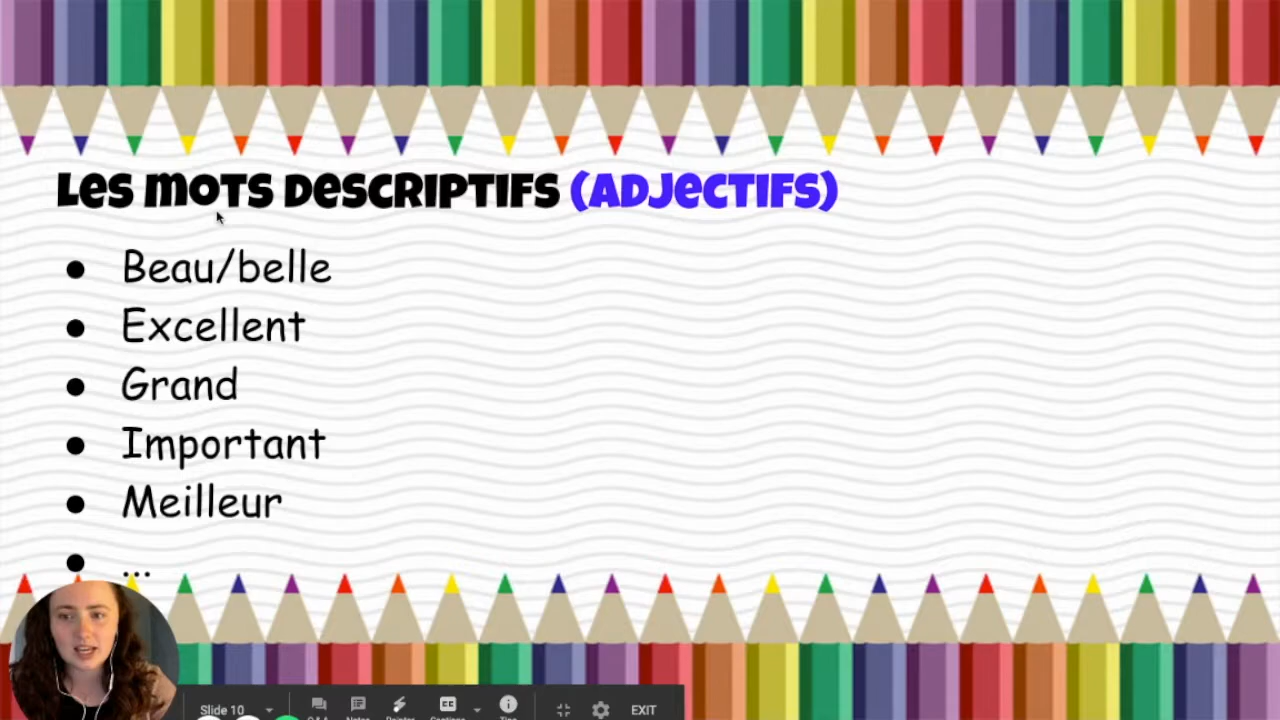 Les mots descriptifs (adjectifs)
● Beau/belle
● Excellent
● Grand
● Important
● Meilleur
● ...
Slide 10
EXIT